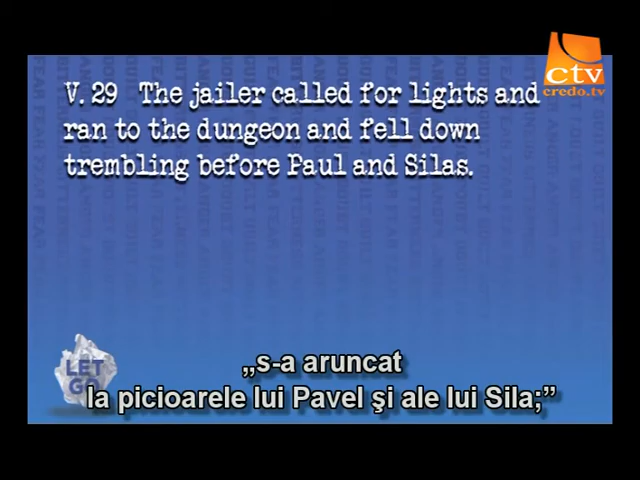 ctv
credo.tv
V. 29 The jailer called for lights and
ran to the dungeon and fell down
trembling before Paul and Silas.
LET
„s-a aruncat
la picioarele lui Pavel şi ale lui Sila;”